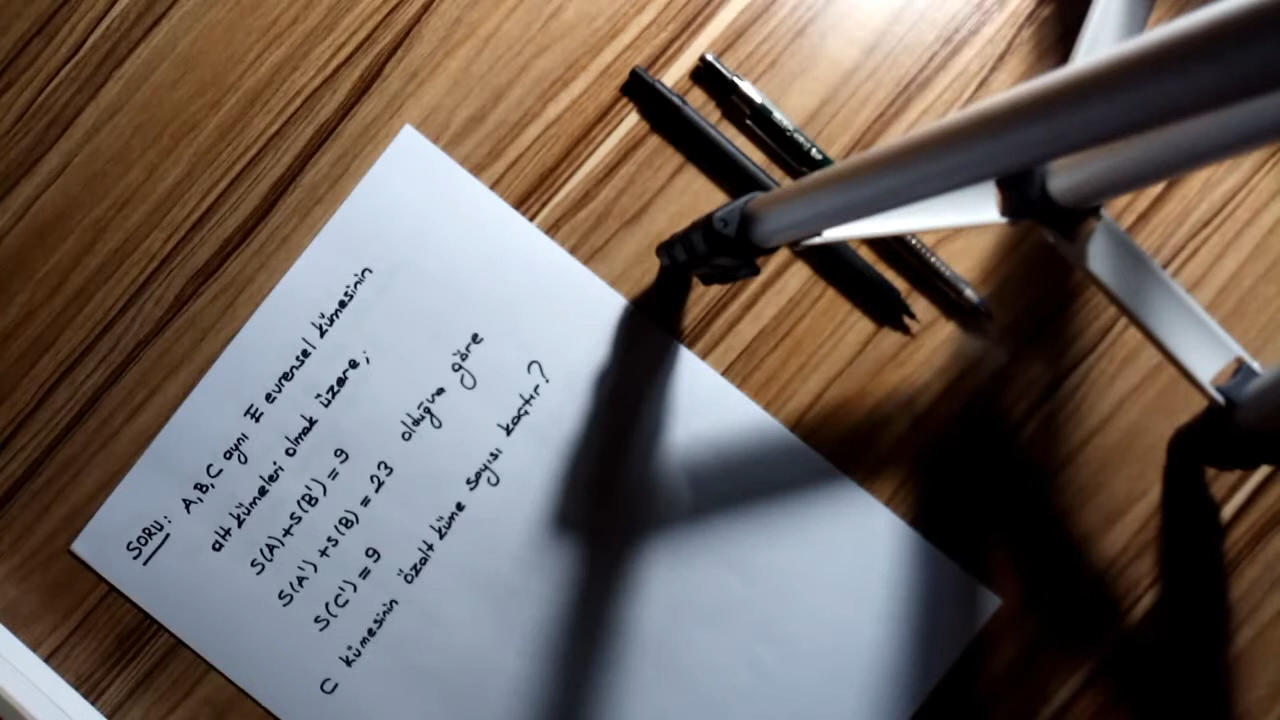 SORU: A,B,C aynı E evrensel kümesinin
alt kümeleri olmak üzere;
S(A)+S(B')=9
S(A')+S(B)=23 olduğuna göre
S(C')=9
C kümesinin özalt küme sayısı kaçtır?